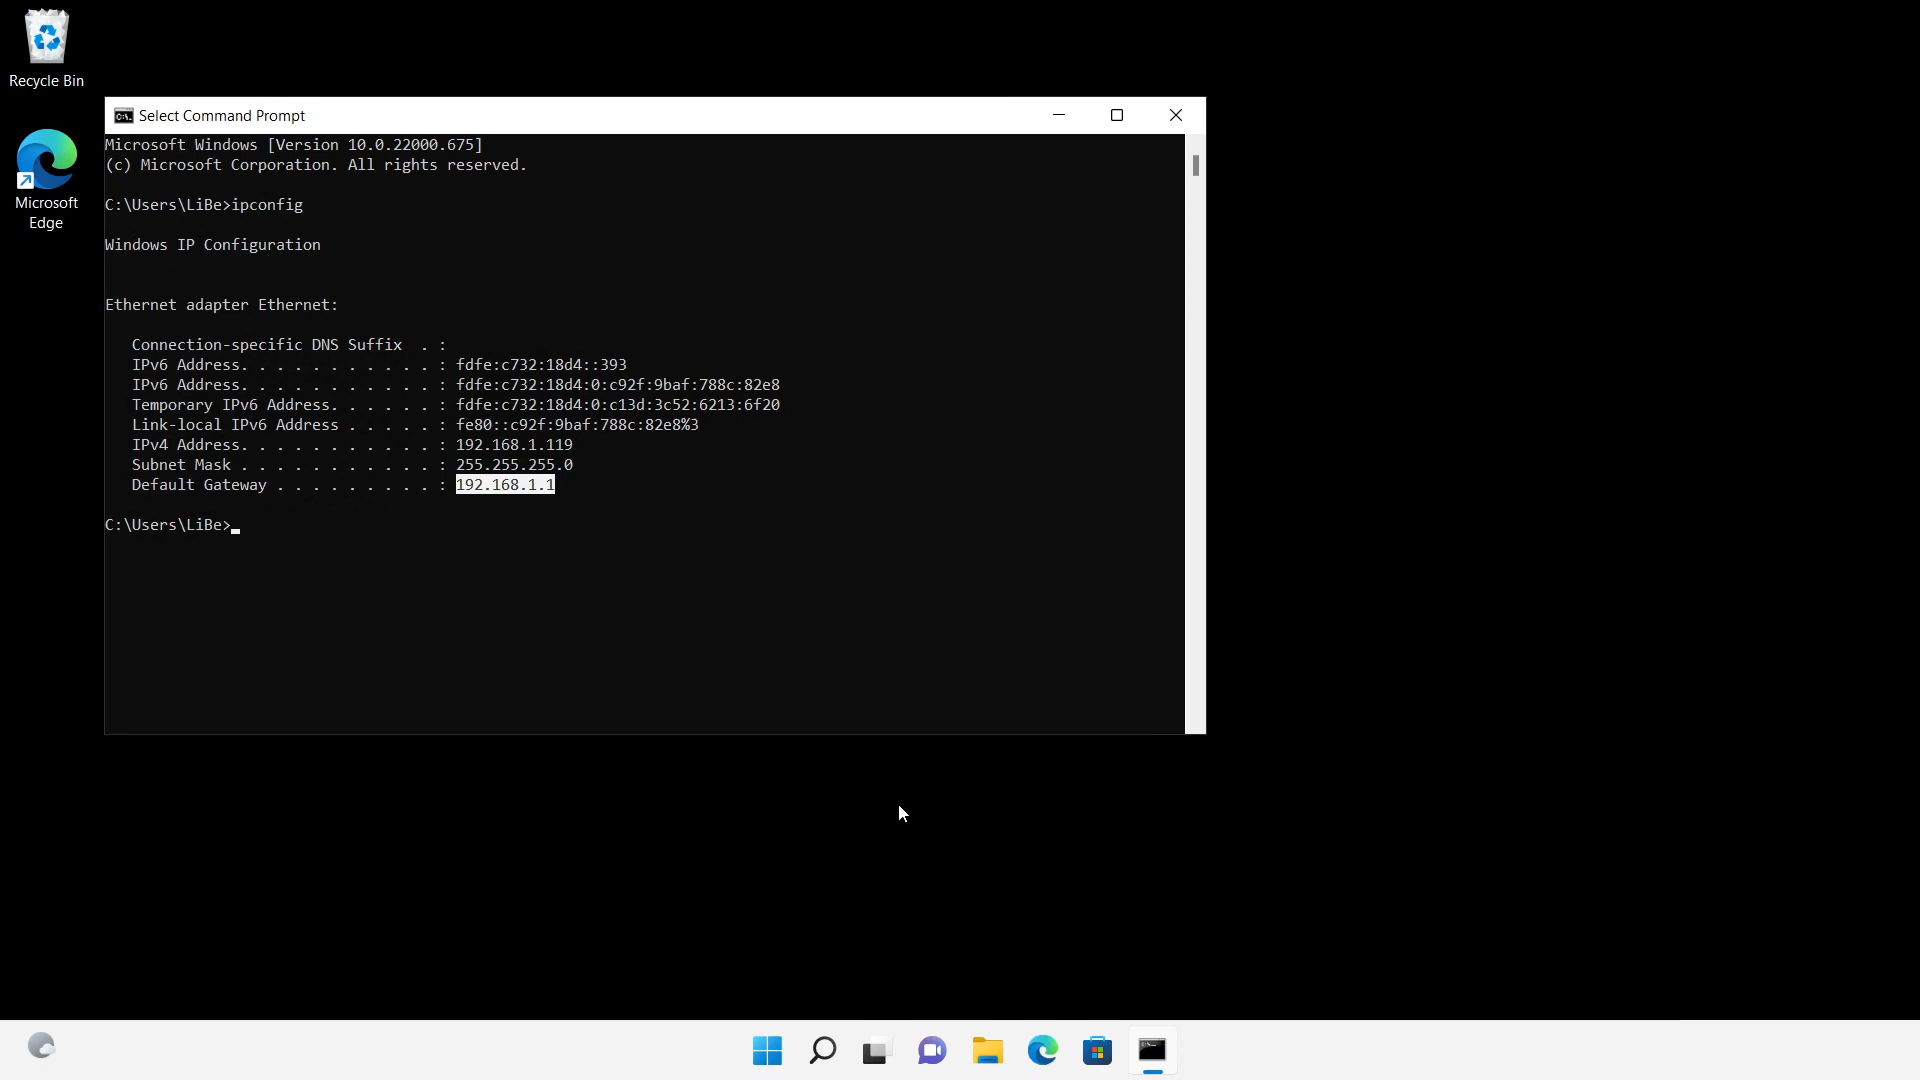 Recycle Bin
Microsoft
Edge
Select Command Prompt
Microsoft Windows [Version 10.0.22000.675]
(c) Microsoft Corporation. All rights reserved.
C:\Users\LiBe>ipconfig
Windows IP Configuration
Ethernet adapter Ethernet:
Connection-specific DNS Suffix  . :
IPv6 Address. . . . . . . . . . . : fdfe:c732:18d4::393
IPv6 Address. . . . . . . . . . . : fdfe:c732:18d4:0:c92f:9baf:788c:82e8
Temporary IPv6 Address. . . . . . : fdfe:c732:18d4:0:c13d:3c52:6213:6f20
Link-local IPv6 Address . . . . . : fe80::c92f:9baf:788c:82e8%3
IPv4 Address. . . . . . . . . . . : 192.168.1.119
Subnet Mask . . . . . . . . . . . : 255.255.255.0
Default Gateway . . . . . . . . . : 192.168.1.1
C:\Users\LiBe>